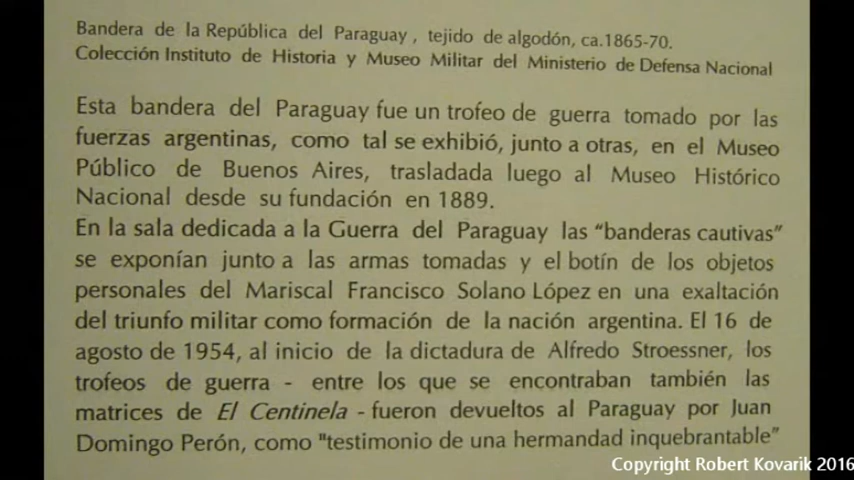 Bandera de la República del Paraguay , tejido de algodón, ca.1865-70.
Colección Instituto de Historia y Museo Militar del Ministerio de Defensa Nacional
Esta bandera del Paraguay fue un trofeo de guerra tomado por las
fuerzas argentinas, como tal se exhibió, junto a otras, en el Museo
Público de Buenos Aires, trasladada luego al Museo Histórico
Nacional desde su fundación en 1889.
En la sala dedicada a la Guerra del Paraguay las “banderas cautivas”
se exponían junto a las armas tomadas y el botín de los objetos
personales del Mariscal Francisco Solano López en una exaltación
del triunfo militar como formación de la nación argentina. El 16 de
agosto de 1954, al inicio de la dictadura de Alfredo Stroessner, los
trofeos de guerra - entre los que se encontraban también las
matrices de El Centinela - fueron devueltos al Paraguay por Juan
Domingo Perón, como "testimonio de una hermandad inquebrantable”
Copyright Robert Kovarik 2016